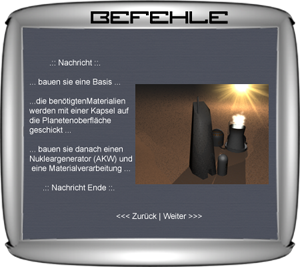 BEFEHLE
.:: Nachricht ::.
... bauen sie eine Basis ...
...die benötigtenMaterialien
werden mit einer Kapsel auf
die Planetenoberfläche
geschickt ...
... bauen sie danach einen
Nukleargenerator (AKW) und
eine Materialverarbeitung ...
.:: Nachricht Ende ::.
<<< Zurück | Weiter >>>